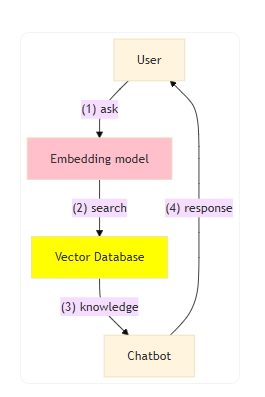 User
(1) ask
Embedding model
(2) search
(4) response
Vector Database
(3) knowledge
Chatbot